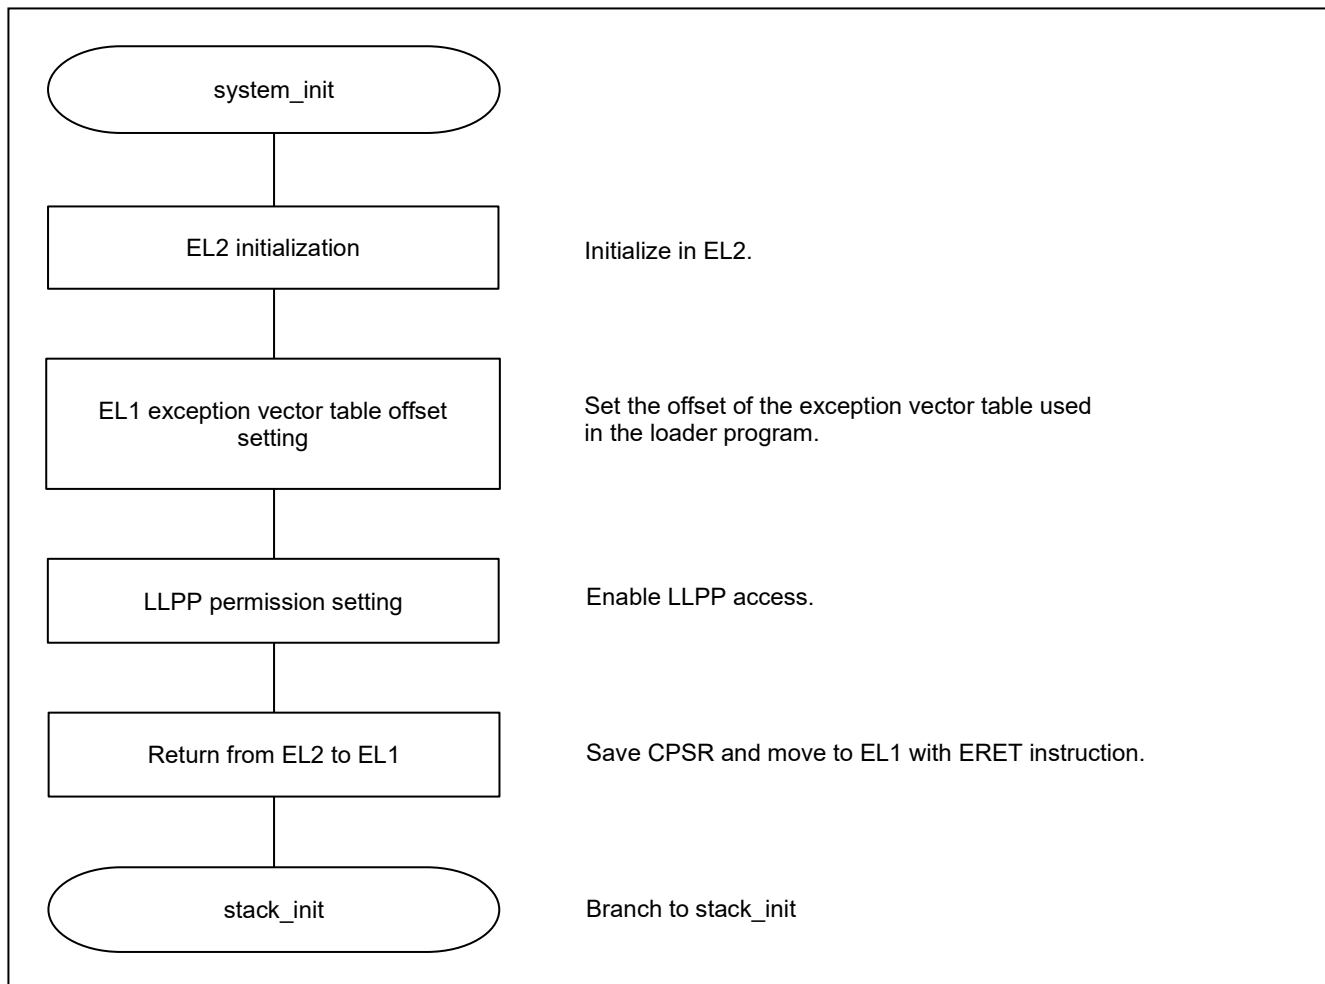 system_init
EL2 initialization
Initialize in EL2.
EL1 exception vector table offset
setting
Set the offset of the exception vector table used
in the loader program.
LLPP permission setting
Enable LLPP access.
Return from EL2 to EL1
Save CPSR and move to EL1 with ERET instruction.
stack_init
Branch to stack_init